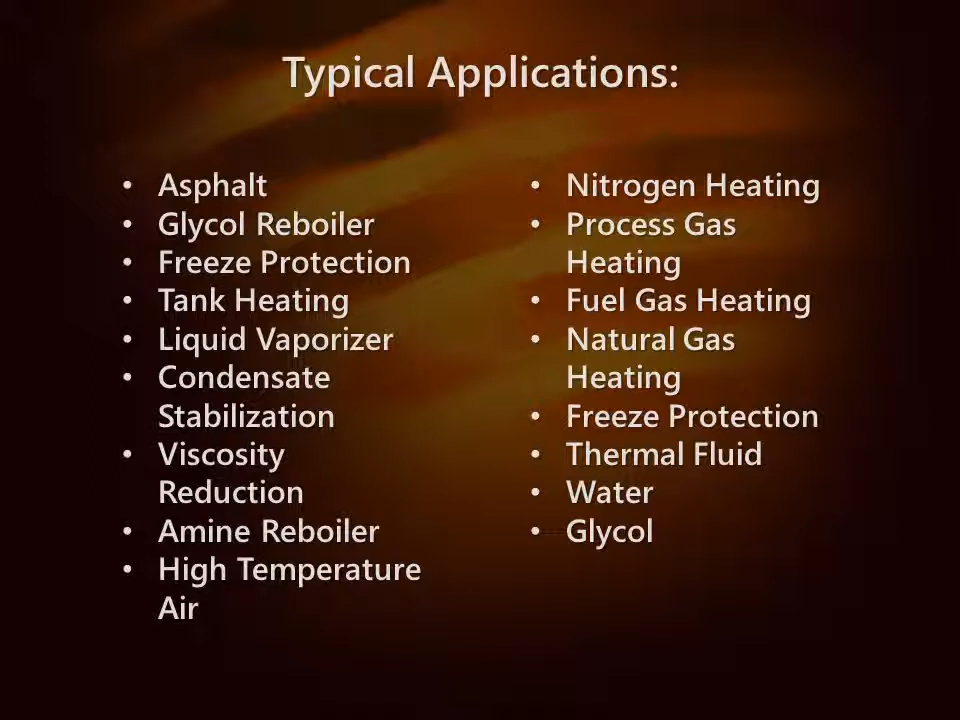 Typical Applications:
• Asphalt
• Glycol Reboiler
• Freeze Protection
• Tank Heating
• Liquid Vaporizer
• Condensate
Stabilization
• Viscosity
Reduction
• Amine Reboiler
• High Temperature
Air
• Nitrogen Heating
• Process Gas
Heating
• Fuel Gas Heating
• Natural Gas
Heating
• Freeze Protection
• Thermal Fluid
• Water
• Glycol